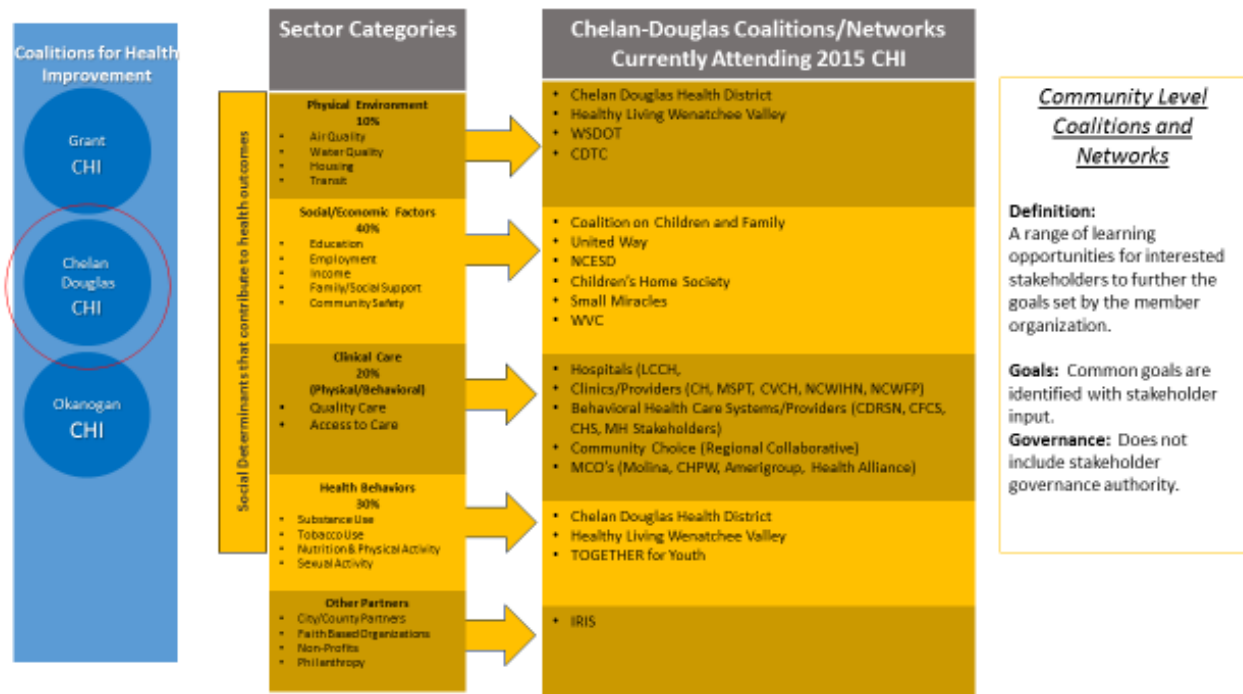 Coalitions for Health
Improvement
Grant
CHI
Chelan
Douglas
CHI
Okanogan
CHI
Social Determinants that contribute to health outcomes
Sector Categories
Physical Environment
10%
• Air Quality
• Water Quality
• Housing
• Transit
Social/Economic Factors
40%
• Education
• Employment
• Income
• Family/Social Support
• Community Safety
Clinical Care
20%
(Physical/Behavioral)
• Quality Care
• Access to Care
Health Behaviors
30%
• Substance Use
• Tobacco Use
• Nutrition & Physical Activity
• Sexual Activity
Other Partners
• City/County Partners
• Faith Based Organizations
• Non-Profits
• Philanthropy
Chelan-Douglas Coalitions/Networks
Currently Attending 2015 CHI
• Chelan Douglas Health District
• Healthy Living Wenatchee Valley
• WSDOT
• CDTC
• Coalition on Children and Family
• United Way
• NCESD
• Children's Home Society
• Small Miracles
• WVC
• Hospitals (LCCH,
• Clinics/Providers (CH, MSPT, CVCH, NCWIHN, NCWFP)
• Behavioral Health Care Systems/Providers (CDRSN, CFCS,
CHS, MH Stakeholders)
• Community Choice (Regional Collaborative)
• MCO's (Molina, CHPW, Amerigroup, Health Alliance)
• Chelan Douglas Health District
• Healthy Living Wenatchee Valley
• TOGETHER for Youth
• IRIS
Community Level
Coalitions and
Networks
Definition:
A range of learning
opportunities for interested
stakeholders to further the
goals set by the member
organization.
Goals: Common goals are
identified with stakeholder
input.
Governance: Does not
include stakeholder
governance authority.